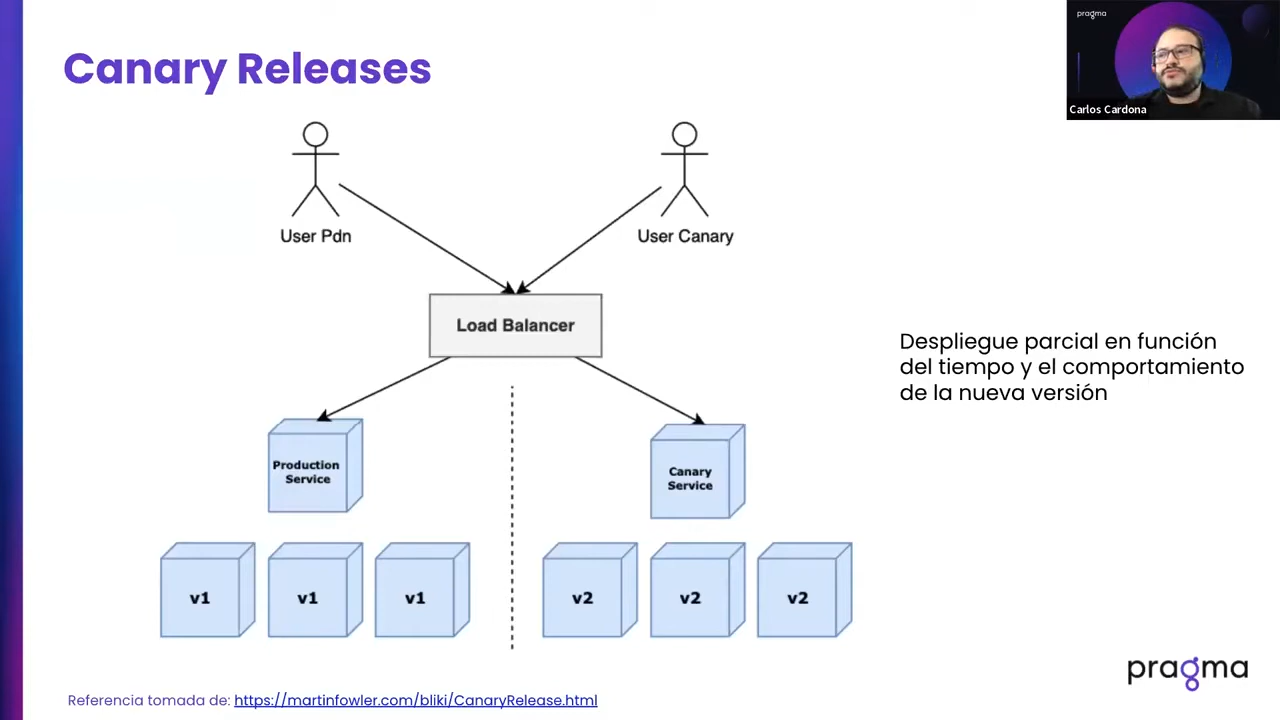 pragma
Carlos Cardona
Canary Releases
User Pdn
User Canary
Load Balancer
Despliegue parcial en función
del tiempo y el comportamiento
de la nueva versión
Production
Service
Canary
Service
v1
v1
v1
v2
v2
v2
pragma
Referencia tomada de: https://martinfowler.com/bliki/CanaryRelease.html